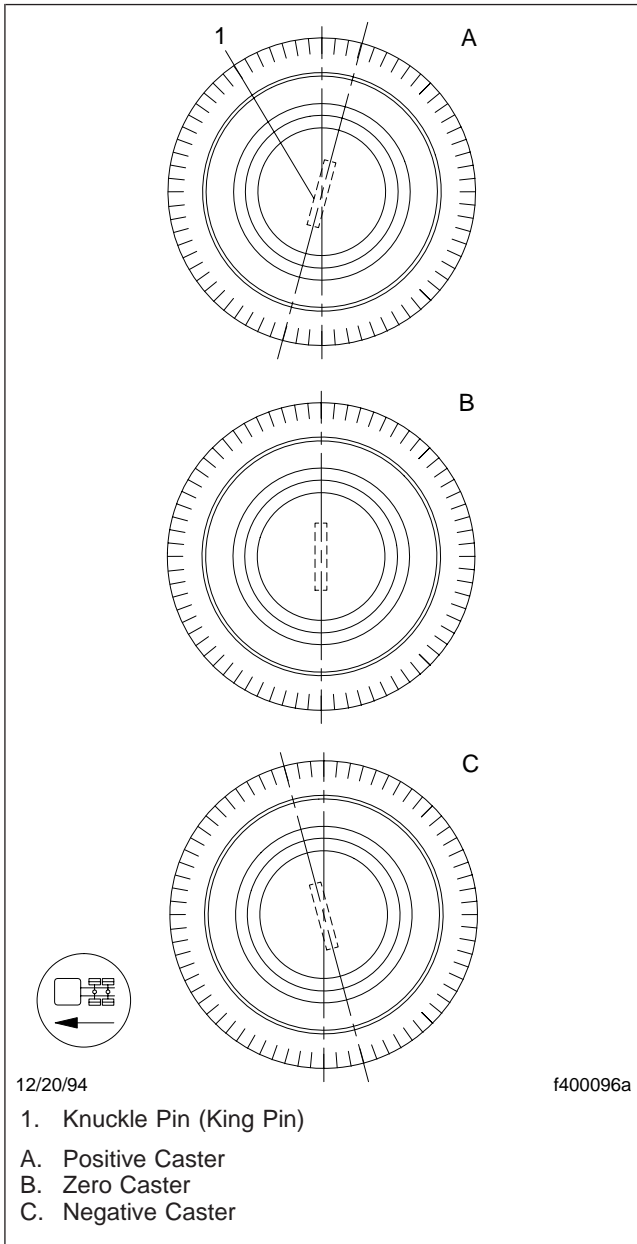 1
A
B
C
12/20/94
f400096a
1. Knuckle Pin (King Pin)
A. Positive Caster
B. Zero Caster
C. Negative Caster